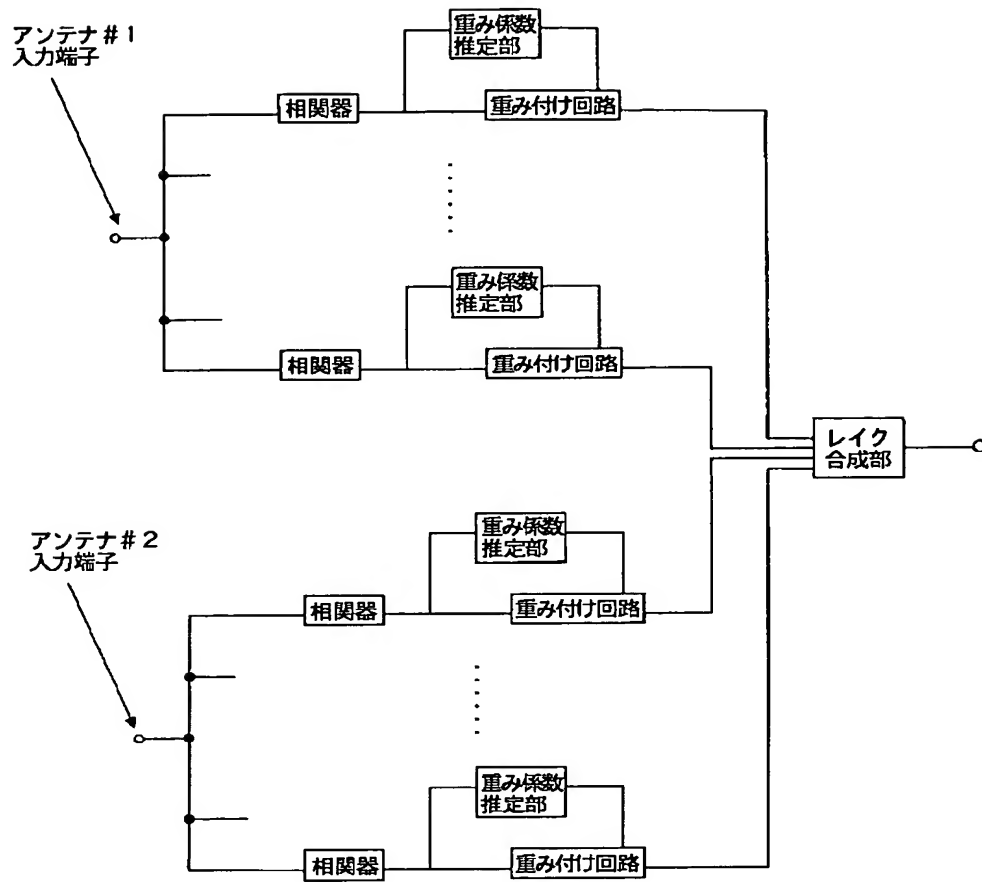 アンテナ#1
入力端子
重み係数
推定部
相関器
重み付け回路
重み係数
推定部
相関器
重み付け回路
レイク
合成部
アンテナ#2
入力端子
重み係数
推定部
相関器
重み付け回路
重み係数
推定部
相関器
重み付け回路